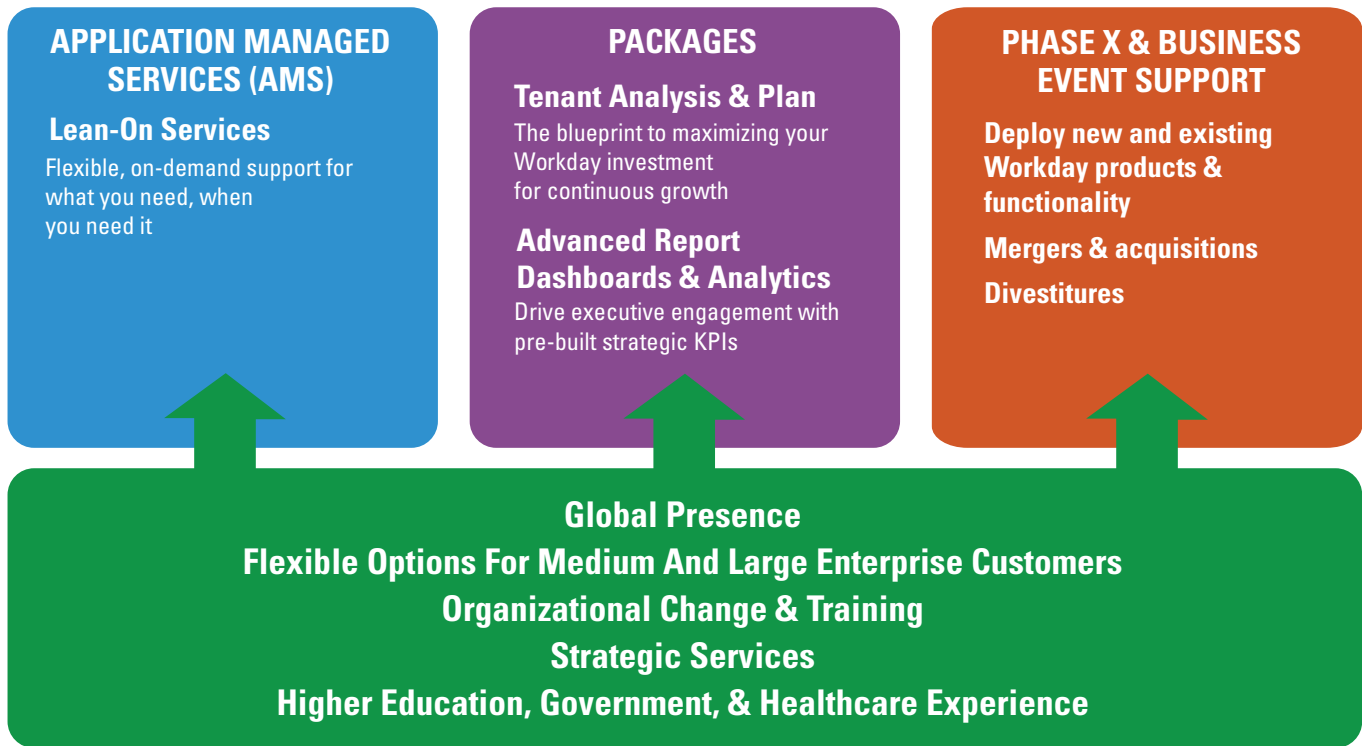 APPLICATION MANAGED
SERVICES (AMS)
Lean-On Services
Flexible, on-demand support for
what you need, when
you need it
PACKAGES
Tenant Analysis & Plan
The blueprint to maximizing your
Workday investment
for continuous growth
Advanced Report
Dashboards & Analytics
Drive executive engagement with
pre-built strategic KPIs
PHASE X & BUSINESS
EVENT SUPPORT
Deploy new and existing
Workday products &
functionality
Mergers & acquisitions
Divestitures
Global Presence
Flexible Options For Medium And Large Enterprise Customers
Organizational Change & Training
Strategic Services
Higher Education, Government, & Healthcare Experience